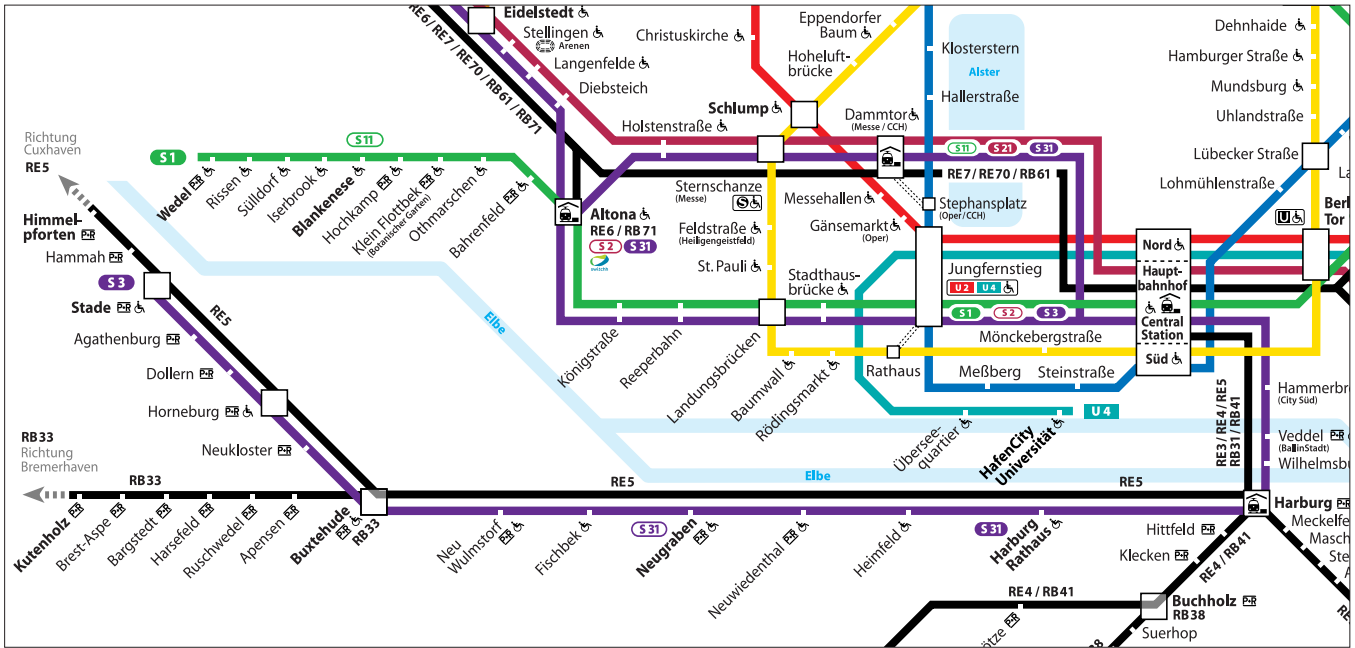 Eidelstedt
Stellingen
Arenen
Langenfelde
Diebsteich
RE6 / RE7 / RE70 / RB61 / RB71
Christuskirche
Eppendorfer
Baum
Hoheluft-
brücke
Schlump
Holstenstraße
Dammtor
(Messe / CCH)
Klosterstern
Alster
Hallerstraße
Dehnhaide
Hamburger Straße
Mundsburg
Uhlandstraße
Lübecker Straße
Lohmühlenstraße
Richtung
Cuxhaven
RE5
S1
S11
Wedel
Rissen
Sülldorf
Iserbrook
Blankenese
Hochkamp
Klein Flottbek
(Botanischer Garten)
Othmarschen
Bahrenfeld
Altona
RE6 / RB71
S2
S31
switchh
S11
S21
S31
RE7 / RE70 / RB61
Sternschanze
(Messe)
S
Feldstraße
(Heiligengeistfeld)
St. Pauli
Messehallen
Gänsemarkt
(Oper)
Stephansplatz
(Oper/CCH)
Stadthaus-
brücke
Jungfernstieg
U2
U4
S1
S2
S3
Nord
Haupt-
bahnhof
Central
Station
Süd
U
Tor
Himmel-
pforten
Hammah
S3
Stade
Agathenburg
Dollern
Horneburg
Neukloster
RE5
Elbe
Königstraße
Reeperbahn
Landungsbrücken
Baumwall
Rödingsmarkt
Rathaus
Mönckebergstraße
Meßberg
Steinstraße
U4
Übersee-
quartier
HafenCity
Universität
Elbe
RE3 / RE4 / RE5
RB31 / RB41
(City Süd)
Veddel
(BallinStadt)
RB33
Richtung
Bremerhaven
RB33
Kutenholz
Brest-Aspe
Bargstedt
Harsefeld
Ruschwedel
Apensen
Buxtehude
RB33
RE5
RE5
Neu
Wulmstorf
Fischbek
S31
Neugraben
Neuwiedenthal
Heimfeld
S31
Harburg
Rathaus
Harburg
Hittfeld
Klecken
RE4 / RB41
RE4 / RB41
Buchholz
RB38
Suerhop